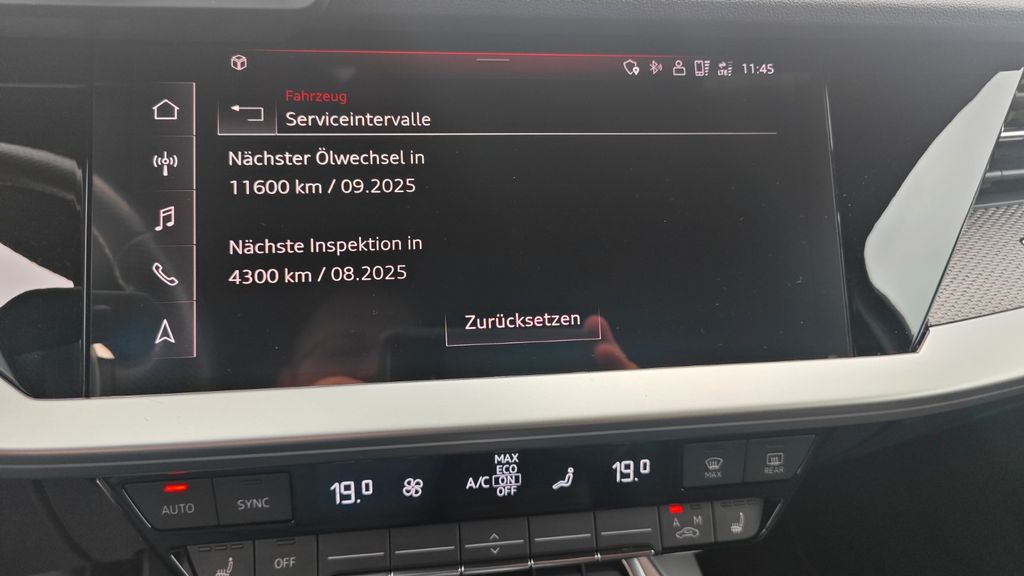 LTE 11:45
Fahrzeug
Serviceintervalle
Nächster Ölwechsel in
11600 km / 09.2025
Nächste Inspektion in
4300 km / 08.2025
Zurücksetzen
AUTO
SYNC
19.0
A/C
MAX
ECO
ON
OFF
19.0
MAX
REAR
OFF
A M